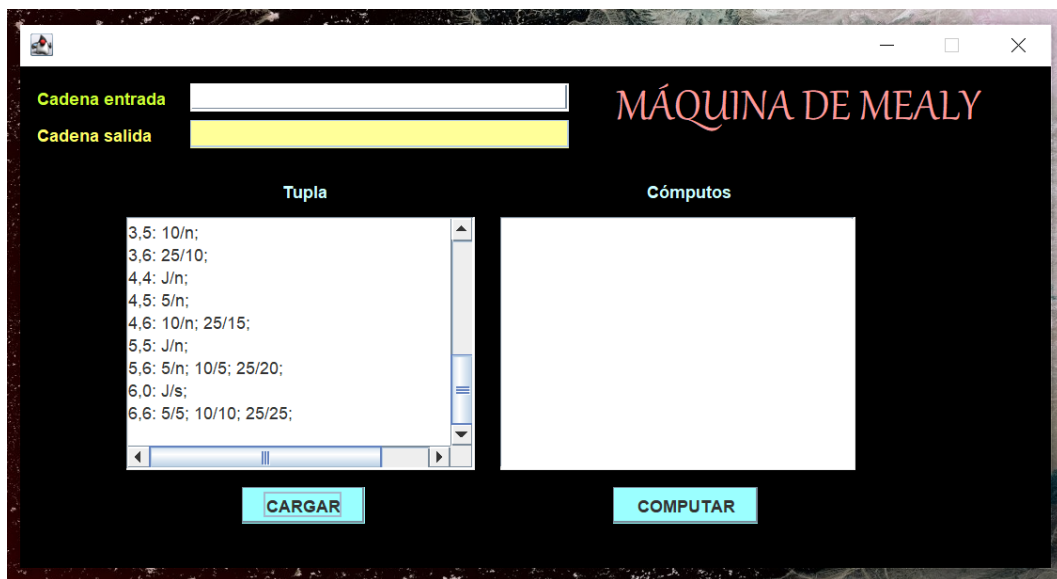 Cadena entrada
MÁQUINA DE MEALY
Cadena salida
Tupla
Cómputos
3,5: 10/n;
3,6: 25/10;
4,4: J/n;
4,5: 5/n;
4,6: 10/n; 25/15;
5,5: J/n;
5,6: 5/n; 10/5; 25/20;
6,0: J/s;
6,6: 5/5; 10/10; 25/25;
CARGAR
COMPUTAR